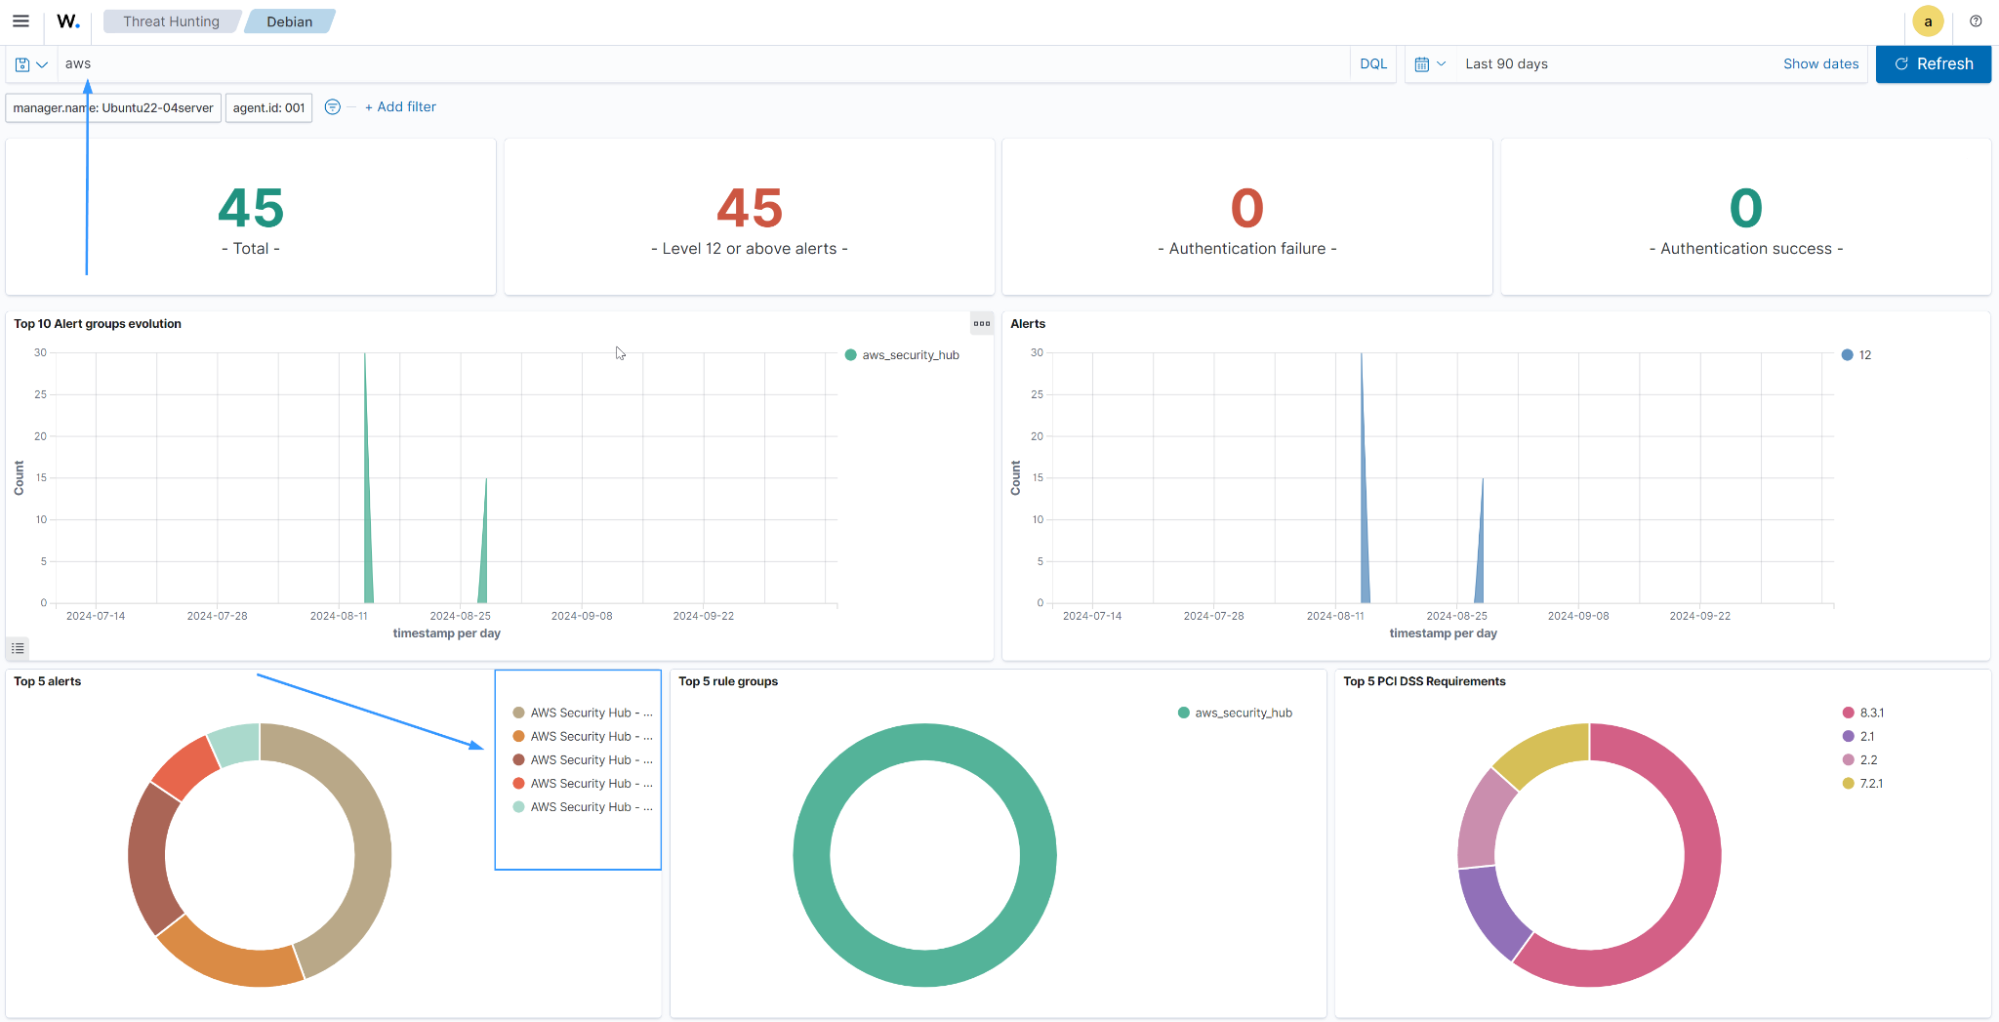 W. Threat Hunting Debian a
aws DQL Last 90 days Show dates Refresh
manager.name: Ubuntu22-04server agent.id: 001 + Add filter
45
- Total -
45
- Level 12 or above alerts -
0
- Authentication failure -
0
- Authentication success -
Top 10 Alert groups evolution
aws_security_hub
30
25
20
15
10
5
0
Count
2024-07-14 2024-07-28 2024-08-11 2024-08-25 2024-09-08 2024-09-22
timestamp per day
Alerts
12
30
25
20
15
10
5
0
Count
2024-07-14 2024-07-28 2024-08-11 2024-08-25 2024-09-08 2024-09-22
timestamp per day
Top 5 alerts
AWS Security Hub - ...
AWS Security Hub - ...
AWS Security Hub - ...
AWS Security Hub - ...
AWS Security Hub - ...
Top 5 rule groups
aws_security_hub
Top 5 PCI DSS Requirements
8.3.1
2.1
2.2
7.2.1